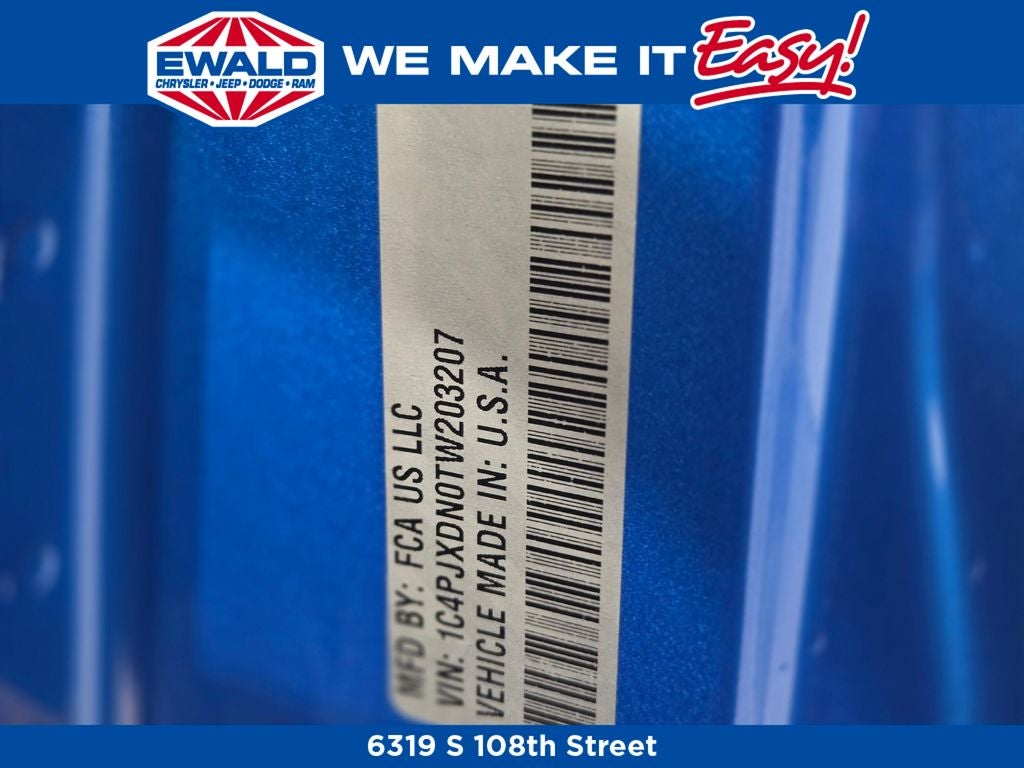 EWALD
CHRYSLER • JEEP • DODGE • RAM
WE MAKE IT Easy!
MFD BY: FCA US LLC
VIN: 1C4PJXDN0TW203207
VEHICLE MADE IN: U.S.A.
6319 S 108th Street